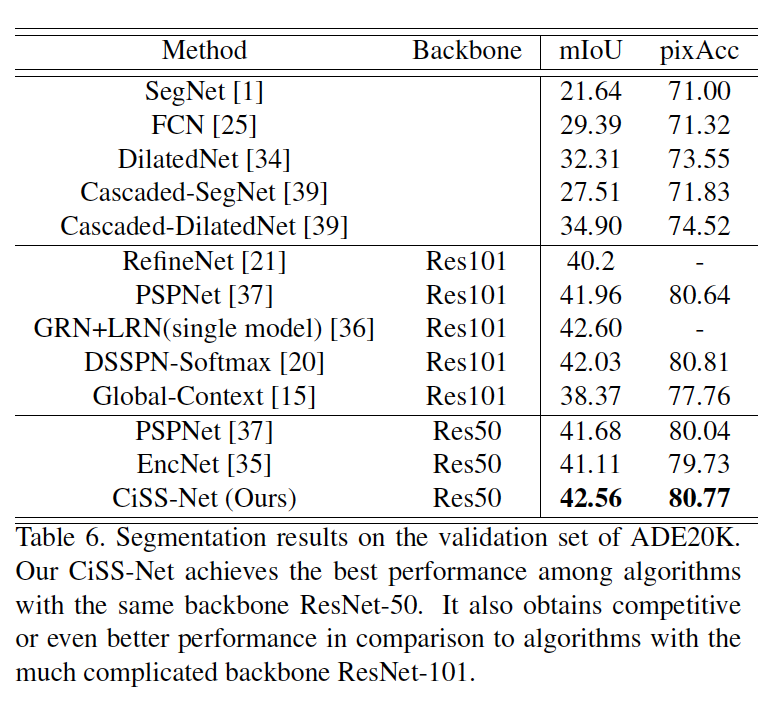 Method Backbone mIoU pixAcc
SegNet [1] 21.64 71.00
FCN [25] 29.39 71.32
DilatedNet [34] 32.31 73.55
Cascaded-SegNet [39] 27.51 71.83
Cascaded-DilatedNet [39] 34.90 74.52
RefineNet [21] Res101 40.2 -
PSPNet [37] Res101 41.96 80.64
GRN+LRN(single model) [36] Res101 42.60 -
DSSPN-Softmax [20] Res101 42.03 80.81
Global-Context [15] Res101 38.37 77.76
PSPNet [37] Res50 41.68 80.04
EncNet [35] Res50 41.11 79.73
CiSS-Net (Ours) Res50 42.56 80.77
Table 6. Segmentation results on the validation set of ADE20K.
Our CiSS-Net achieves the best performance among algorithms
with the same backbone ResNet-50. It also obtains competitive
or even better performance in comparison to algorithms with the
much complicated backbone ResNet-101.